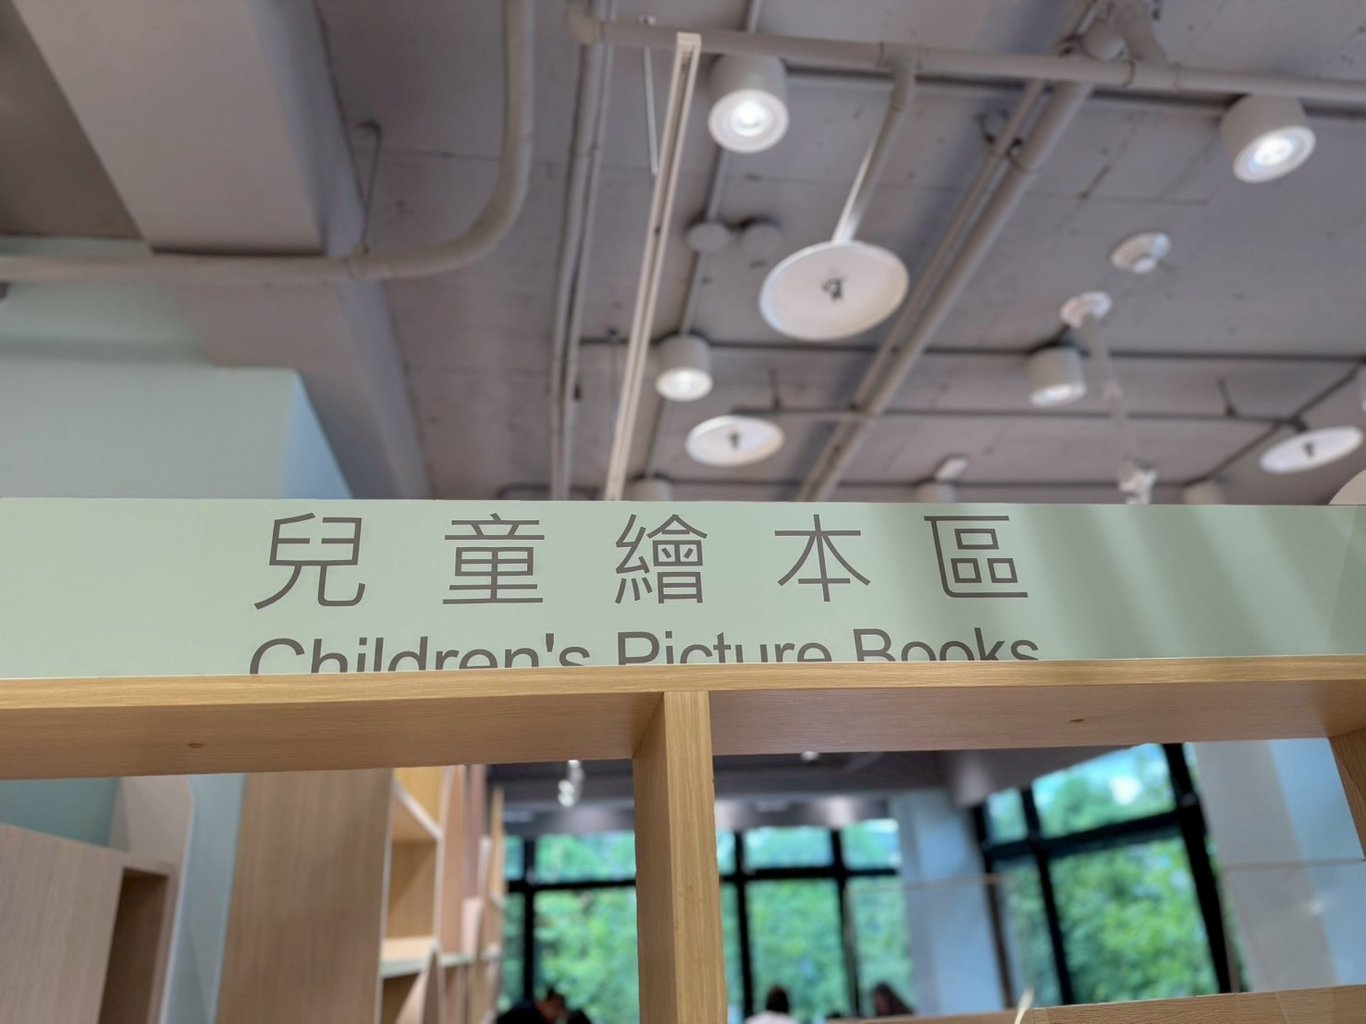 兒童繪本區
Children's Picture Books